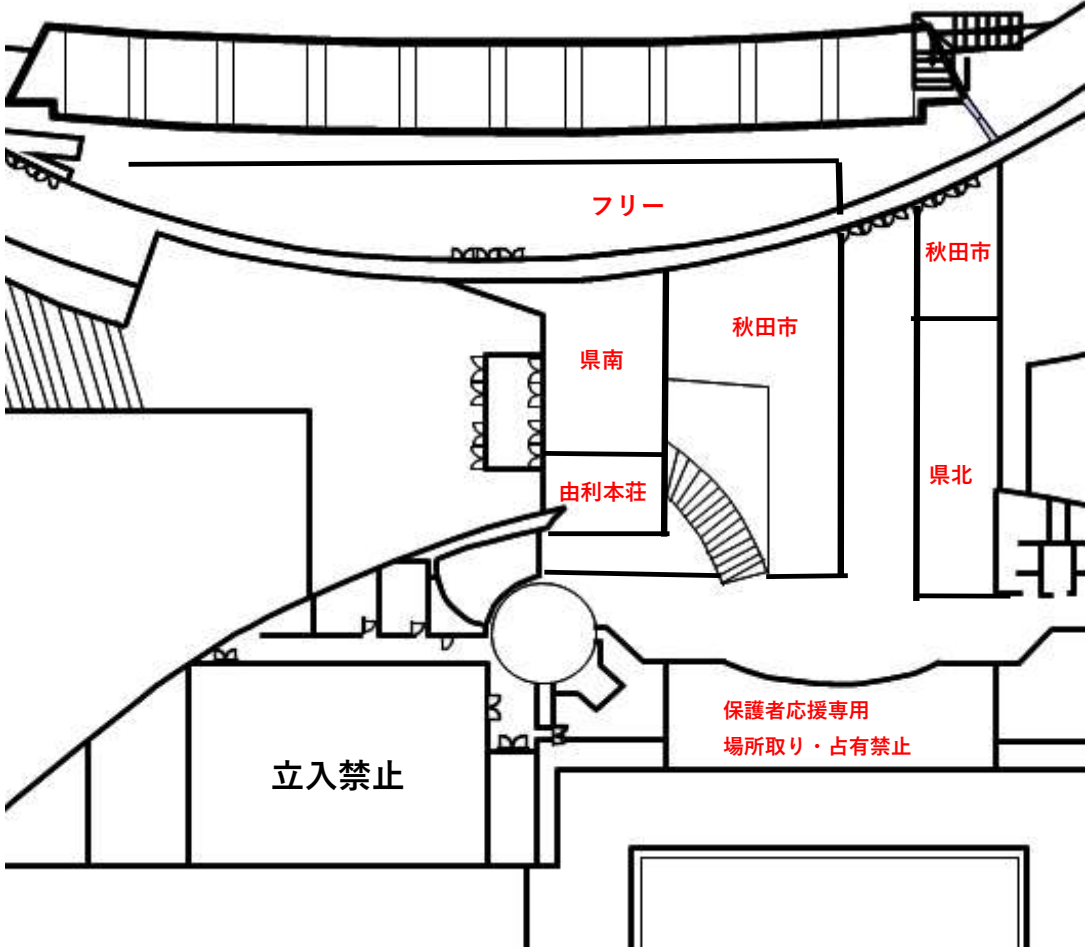 フリー
秋田市
秋田市
県南
県北
由利本荘
保護者応援専用
場所取り・占有禁止
立入禁止